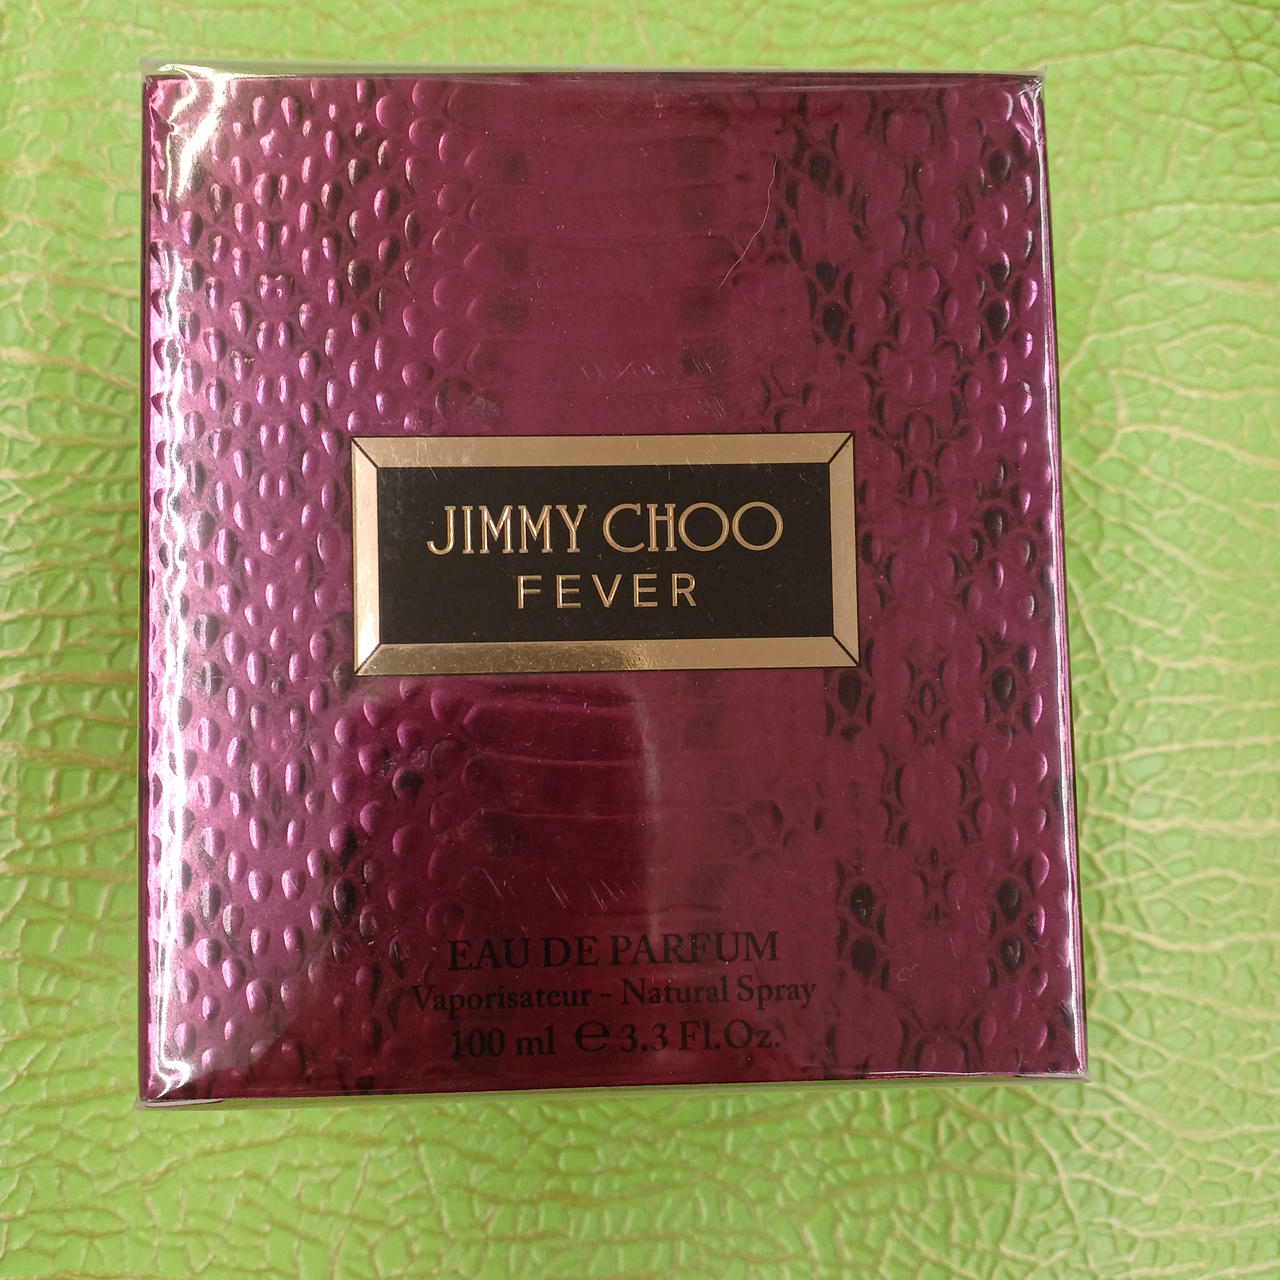 JIMMY CHOO
FEVER
EAU DE PARFUM
Vaporisateur - Natural Spray
100 ml ℮ 3.3 Fl.Oz.